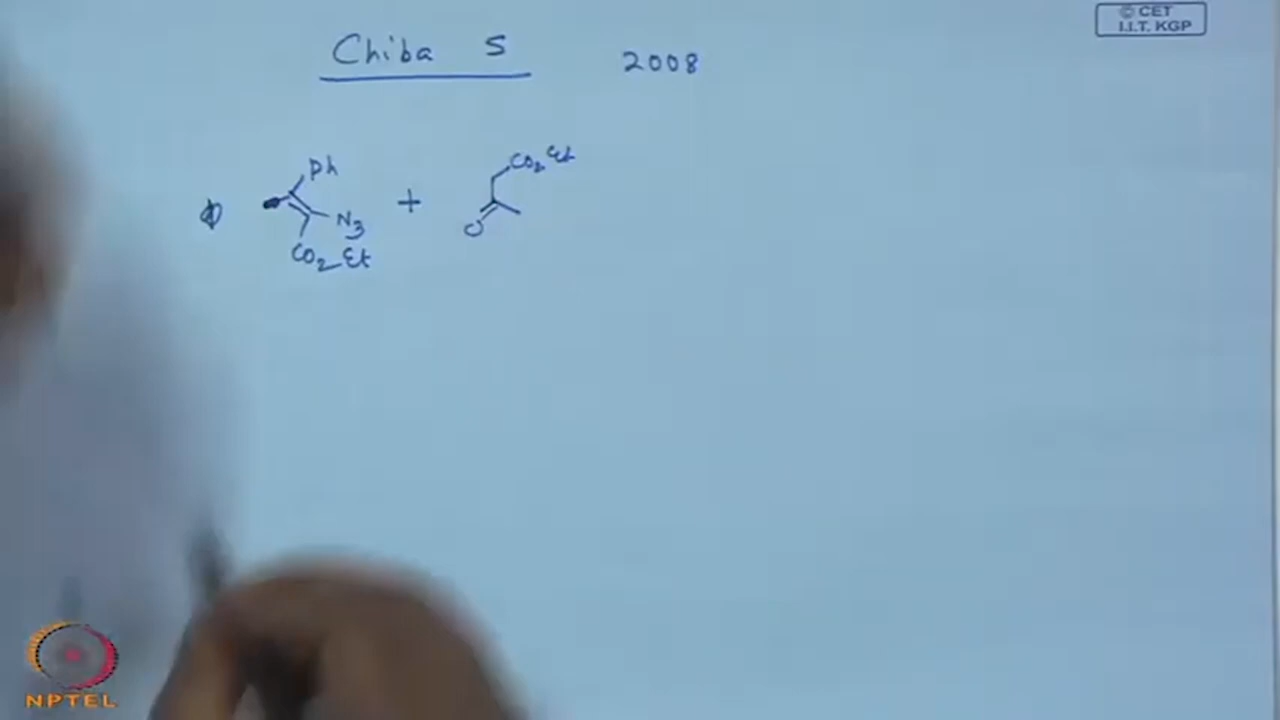 © CET
I.I.T. KGP
Chiba S 2008
Ph
N3
CO2Et
+
CO2Et
O
NPTEL